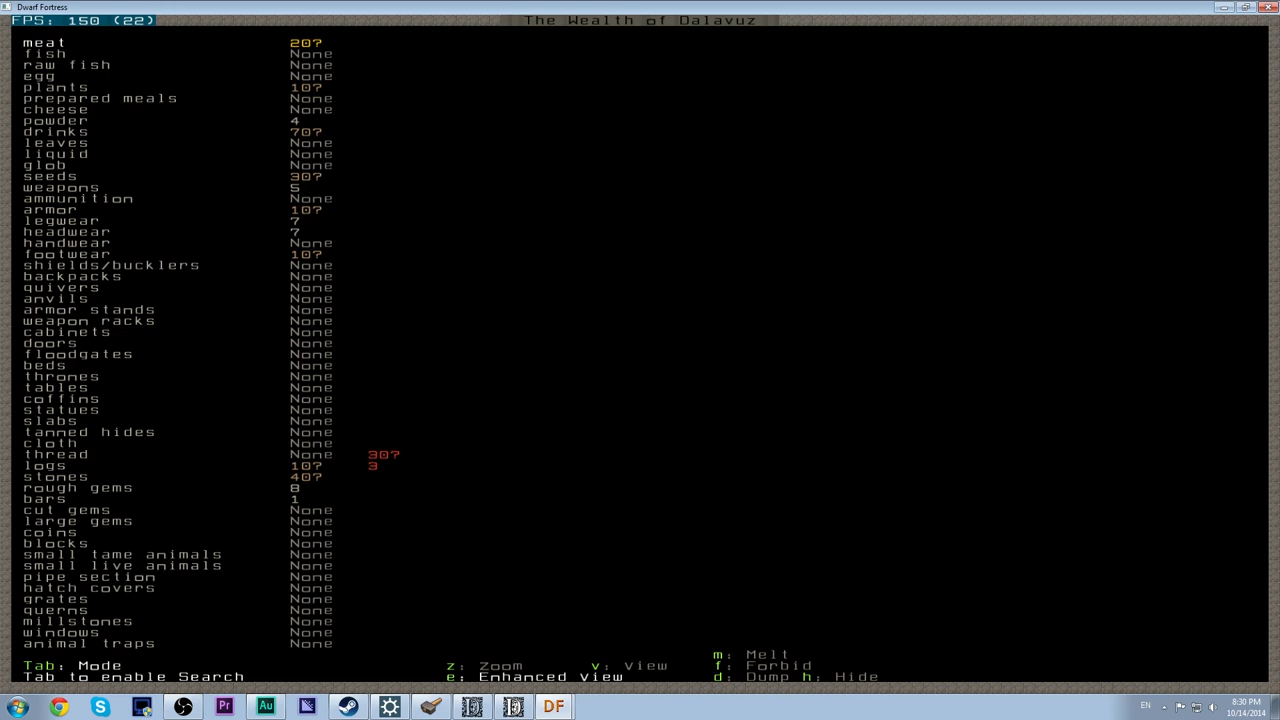 Dwarf Fortress
FPS: 150 (22) The Wealth of Dalavuz
meat 20?
fish None
raw fish None
egg None
plants 10?
prepared meals None
cheese None
powder 4
drinks 70?
leaves None
liquid None
glob None
seeds 30?
weapons 5
ammunition None
armor 10?
legwear 7
headwear 7
handwear None
footwear 10?
shields/bucklers None
backpacks None
quivers None
anvils None
armor stands None
weapon racks None
cabinets None
doors None
floodgates None
beds None
thrones None
tables None
coffins None
statues None
slabs None
tanned hides None
cloth None
thread None 30?
logs 10? 3
stones 40?
rough gems 8
bars 1
cut gems None
large gems None
coins None
blocks None
small tame animals None
small live animals None
pipe section None
hatch covers None
grates None
querns None
millstones None
windows None
animal traps None
m: Melt
Tab: Mode z: Zoom v: View f: Forbid
Tab to enable Search e: Enhanced View d: Dump h: Hide
Pr Au DF EN 8:30 PM
10/14/2014